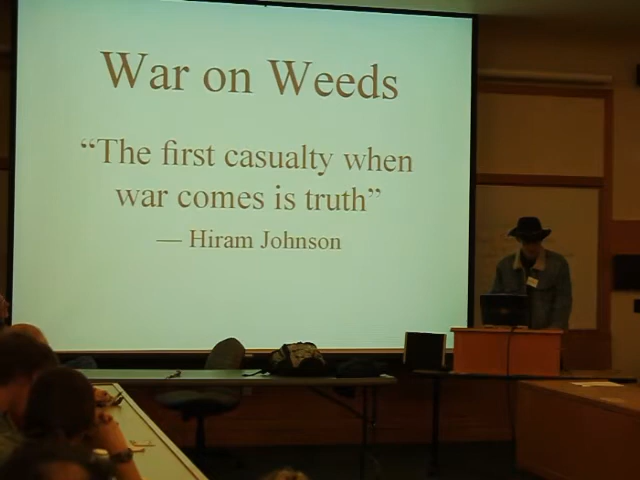 War on Weeds
“The first casualty when
war comes is truth”
— Hiram Johnson